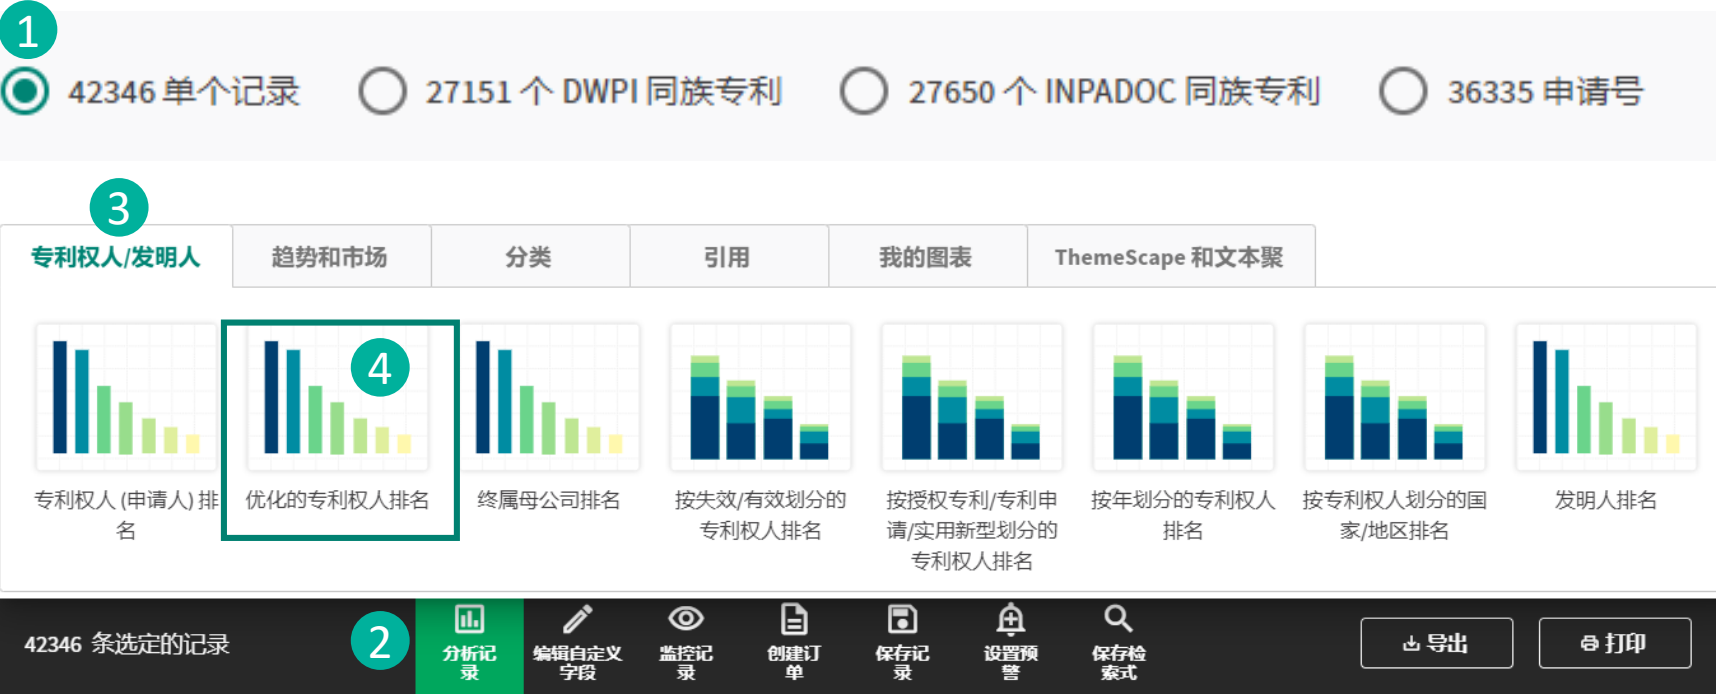 1
42346 单个记录
27151 个 DWPI 同族专利
27650 个 INPADOC 同族专利
36335 申请号
3
专利权人/发明人
趋势和市场
分类
引用
我的图表
ThemeScape 和文本聚
4
专利权人 (申请人) 排
名
优化的专利权人排名
终属母公司排名
按失效/有效划分的
专利权人排名
按授权专利/专利申
请/实用新型划分的
专利权人排名
按年划分的专利权人
排名
按专利权人划分的国
家/地区排名
发明人排名
42346 条选定的记录
2
分析记
录
编辑自定义
字段
监控记
录
创建订
单
保存记
录
设置预
警
保存检
索式
导出
打印